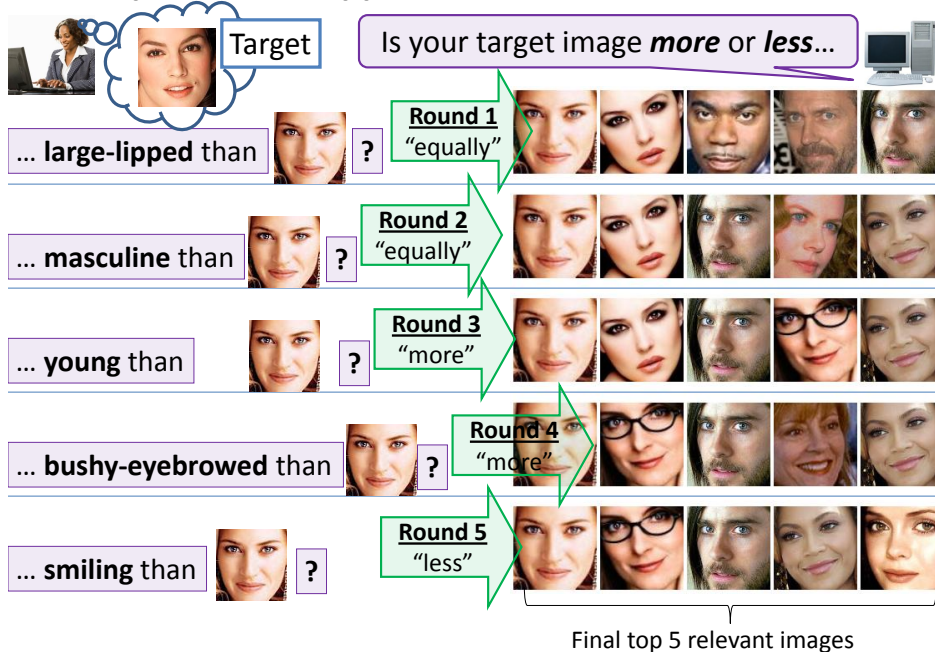 Target
Is your target image more or less…
… large-lipped than
?
Round 1
“equally”
… masculine than
?
Round 2
“equally”
… young than
?
Round 3
“more”
… bushy-eyebrowed than
?
Round 4
“more”
… smiling than
?
Round 5
“less”
Final top 5 relevant images